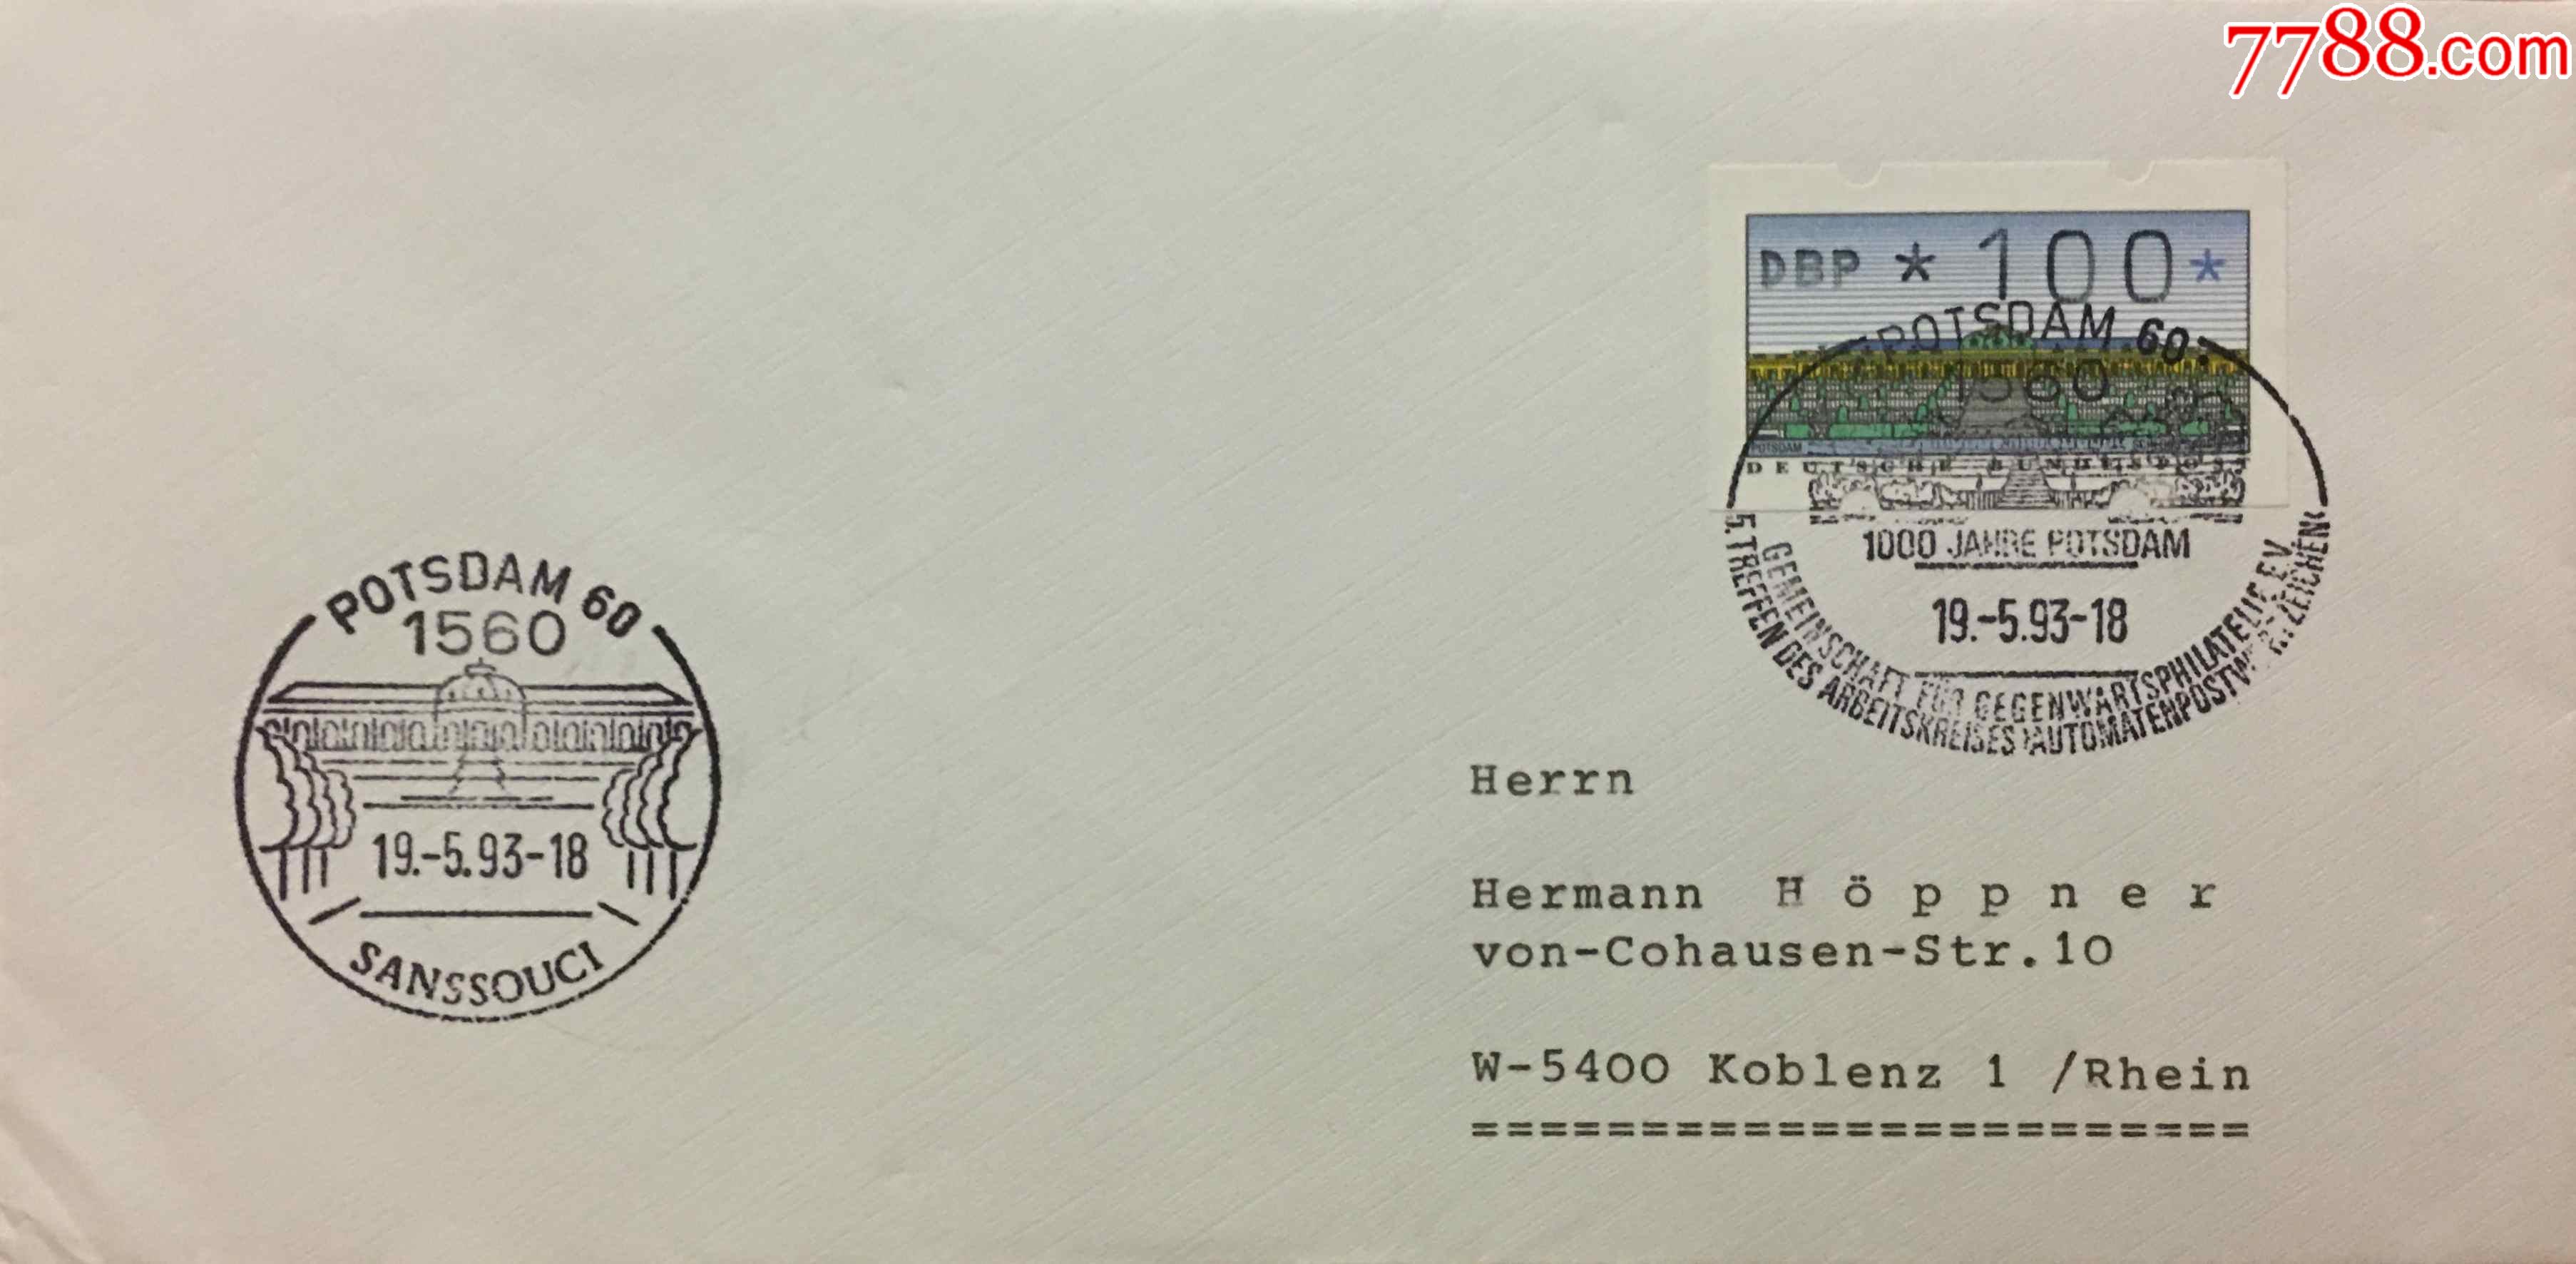 7788.com
DBP *100*
POTSDAM 60
1560
POTSDAM
DEUTSCHE BUNDESPOST
1000 JAHRE POTSDAM
19.-5.93-18
GEMEINSCHAFT FÜR GEGENWARTSPHILATELIE E.V.
5.TREFFEN DES ARBEITSKREISES AUTOMATENPOSTWERTZEICHEN
POTSDAM 60
1560
19.-5.93-18
SANSSOUCI
Herrn
Hermann H ö p p n e r
von-Cohausen-Str.10
W-5400 Koblenz 1 /Rhein
=======================